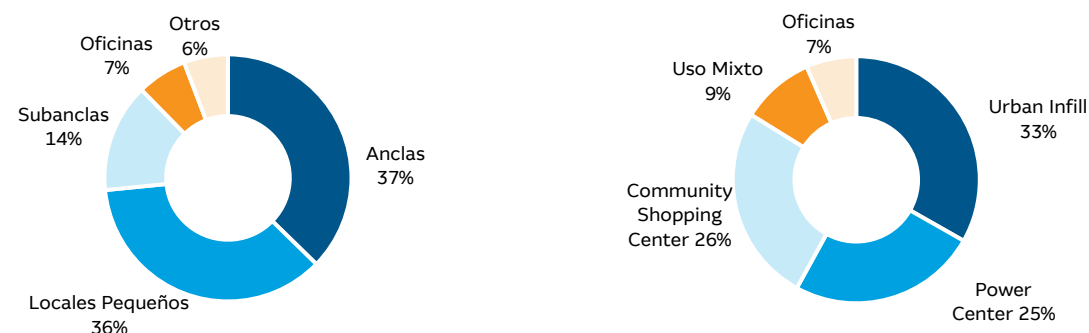 Otros
6%
Oficinas
7%
Subanclas
14%
Anclas
37%
Locales Pequeños
36%
Oficinas
7%
Uso Mixto
9%
Urban Infill
33%
Community
Shopping
Center 26%
Power
Center 25%